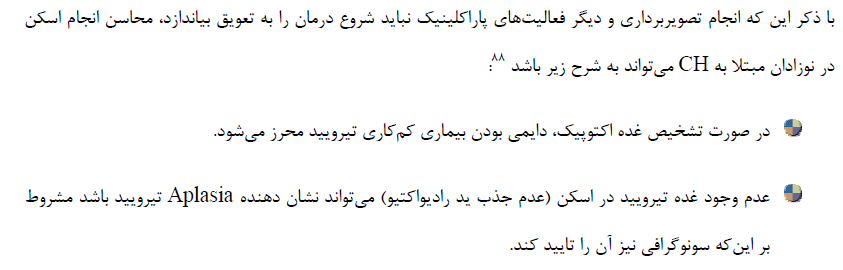 با ذکر این که انجام تصویربرداری و دیگر فعالیت‌های پاراکلینیک نباید شروع درمان را به تعویق بیاندازد، محاسن انجام اسکن
در نوزادان مبتلا به CH می‌تواند به شرح زیر باشد ۸۸:
در صورت تشخیص غده اکتوپیک، دایمی بودن بیماری کم‌کاری تیرویید محرز می‌شود.
عدم وجود غده تیرویید در اسکن (عدم جذب ید رادیواکتیو) می‌تواند نشان دهنده Aplasia تیرویید باشد مشروط
بر این‌که سونوگرافی نیز آن را تایید کند.